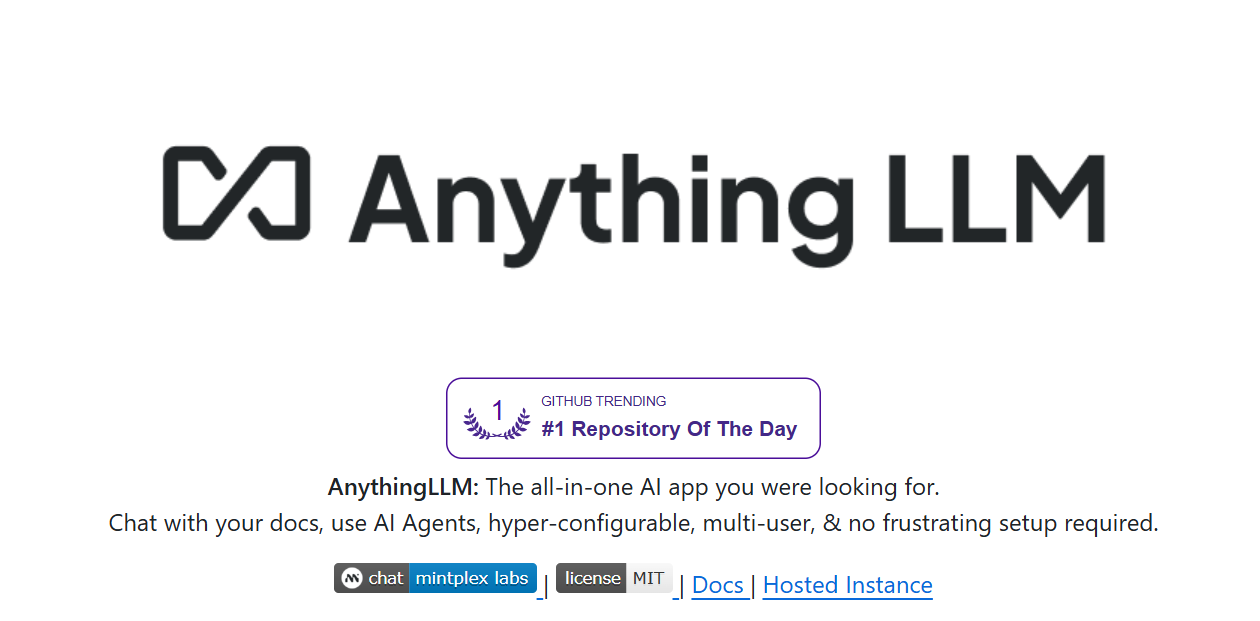 Anything LLM
1
GITHUB TRENDING
#1 Repository Of The Day
AnythingLLM: The all-in-one AI app you were looking for.
Chat with your docs, use AI Agents, hyper-configurable, multi-user, & no frustrating setup required.
chat mintplex labs | license MIT | Docs | Hosted Instance